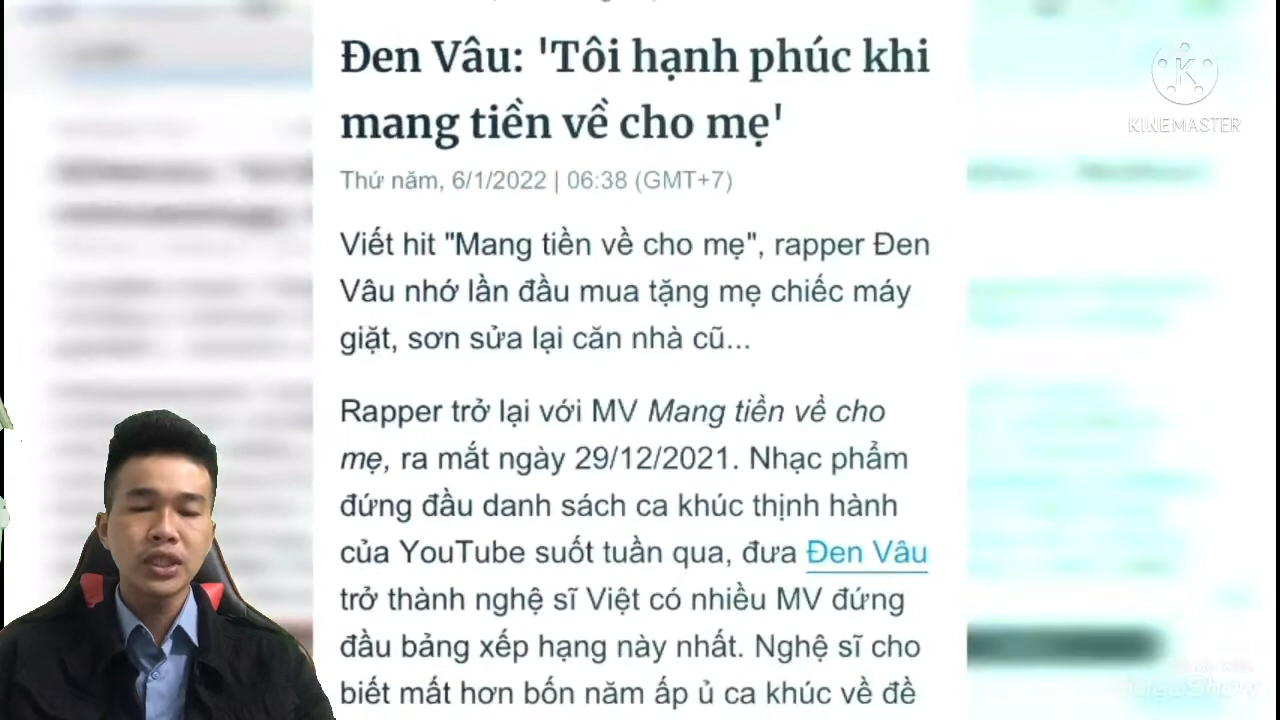 Đen Vâu: 'Tôi hạnh phúc khi
mang tiền về cho mẹ'
Thứ năm, 6/1/2022 | 06:38 (GMT+7)
Viết hit "Mang tiền về cho mẹ", rapper Đen
Vâu nhớ lần đầu mua tặng mẹ chiếc máy
giặt, sơn sửa lại căn nhà cũ...
Rapper trở lại với MV Mang tiền về cho
mẹ, ra mắt ngày 29/12/2021. Nhạc phẩm
đứng đầu danh sách ca khúc thịnh hành
của YouTube suốt tuần qua, đưa Đen Vâu
trở thành nghệ sĩ Việt có nhiều MV đứng
đầu bảng xếp hạng này nhất. Nghệ sĩ cho
biết mất hơn bốn năm ấp ủ ca khúc về đề
K
KINEMASTER